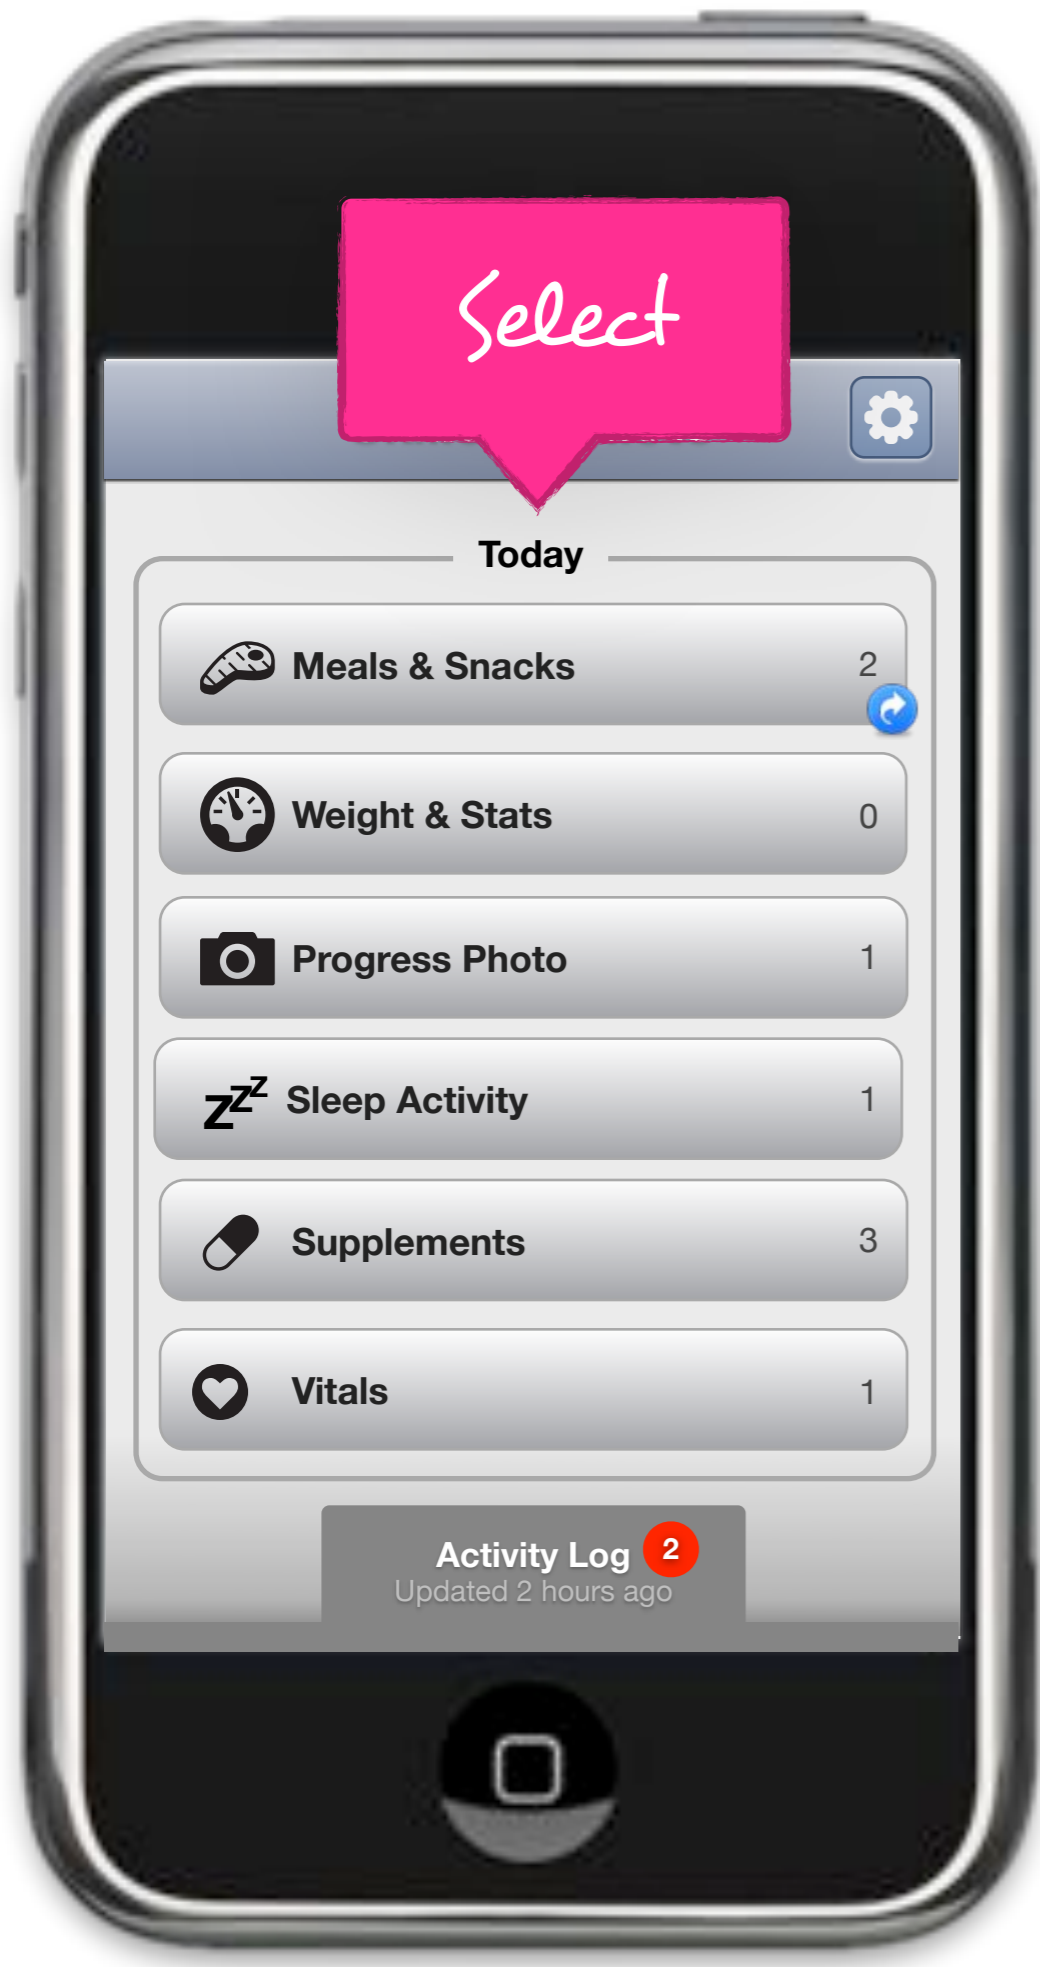 Select
Today
Meals & Snacks 2
Weight & Stats 0
Progress Photo 1
zzz Sleep Activity 1
Supplements 3
Vitals 1
Activity Log 2
Updated 2 hours ago